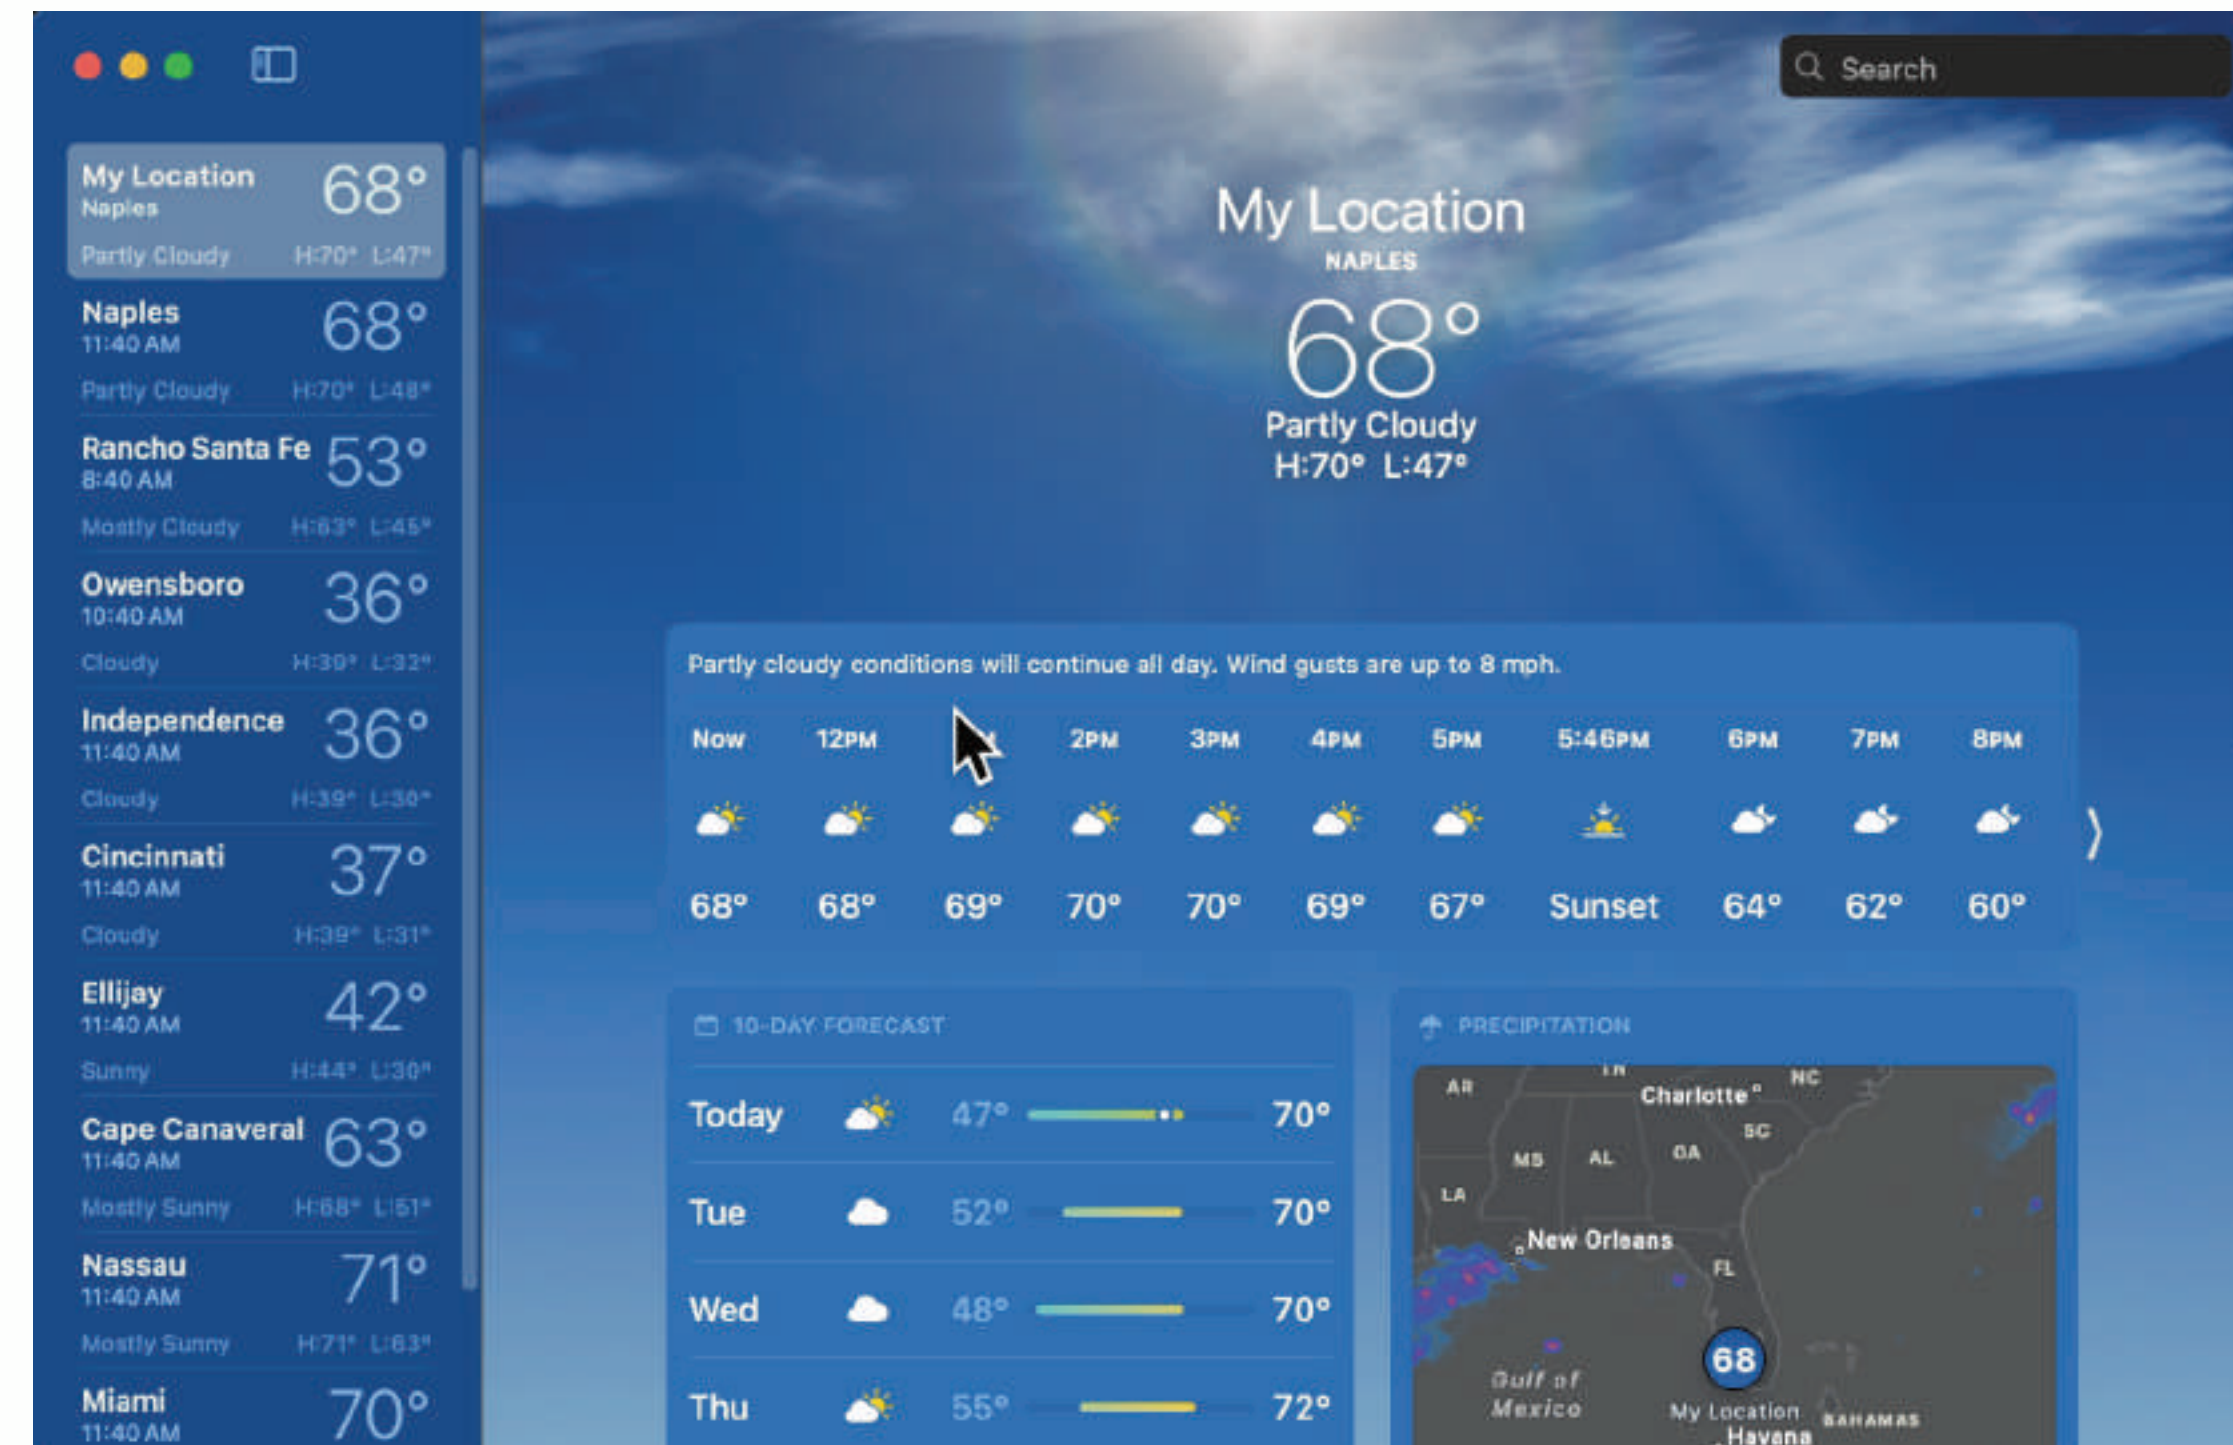 Search
My Location 68°
Naples
Partly Cloudy H:70° L:47°
Naples 68°
11:40 AM
Partly Cloudy H:70° L:48°
Rancho Santa Fe 53°
8:40 AM
Mostly Cloudy H:63° L:45°
Owensboro 36°
10:40 AM
Cloudy H:39° L:32°
Independence 36°
11:40 AM
Cloudy H:39° L:30°
Cincinnati 37°
11:40 AM
Cloudy H:39° L:31°
Ellijay 42°
11:40 AM
Sunny H:44° L:30°
Cape Canaveral 63°
11:40 AM
Mostly Sunny H:68° L:51°
Nassau 71°
11:40 AM
Mostly Sunny H:71° L:63°
Miami 70°
11:40 AM
My Location
NAPLES
68°
Partly Cloudy
H:70° L:47°
Partly cloudy conditions will continue all day. Wind gusts are up to 8 mph.
Now 12PM 2PM 3PM 4PM 5PM 5:46PM 6PM 7PM 8PM
68° 68° 69° 70° 70° 69° 67° Sunset 64° 62° 60°
10-DAY FORECAST
Today 47° 70°
Tue 52° 70°
Wed 48° 70°
Thu 55° 72°
PRECIPITATION
AR TN NC
Charlotte
SC
MS AL GA
LA
New Orleans
FL
68
Gulf of
Mexico
My Location
BAHAMAS
Havana